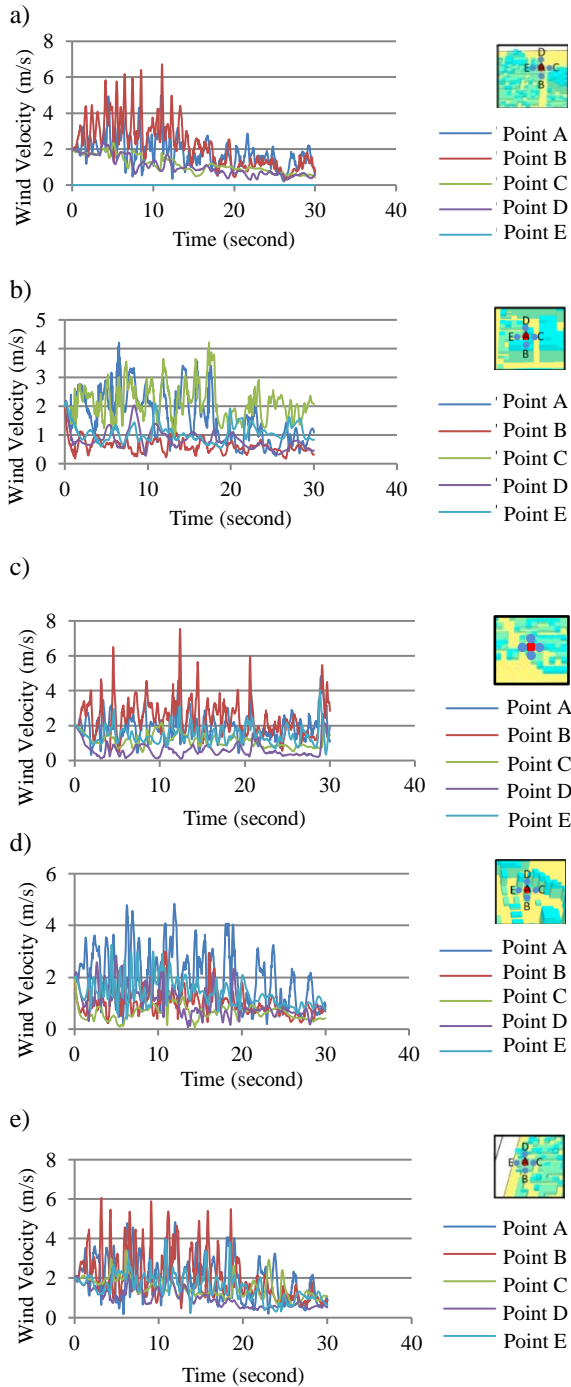 a)
Wind Velocity (m/s)
8
6
4
2
0
0 10 20 30 40
Time (second)
D
E A C
B
Point A
Point B
Point C
Point D
Point E
b)
Wind Velocity (m/s)
5
4
3
2
1
0
0 10 20 30 40
Time (second)
D
E A C
B
Point A
Point B
Point C
Point D
Point E
c)
Wind Velocity (m/s)
8
6
4
2
0
0 10 20 30 40
Time (second)
Point A
Point B
Point C
Point D
Point E
d)
Wind Velocity (m/s)
6
4
2
0
0 10 20 30 40
Time (second)
D
E A C
B
Point A
Point B
Point C
Point D
Point E
e)
Wind Velocity (m/s)
8
6
4
2
0
0 10 20 30 40
Time (second)
D
E A C
B
Point A
Point B
Point C
Point D
Point E